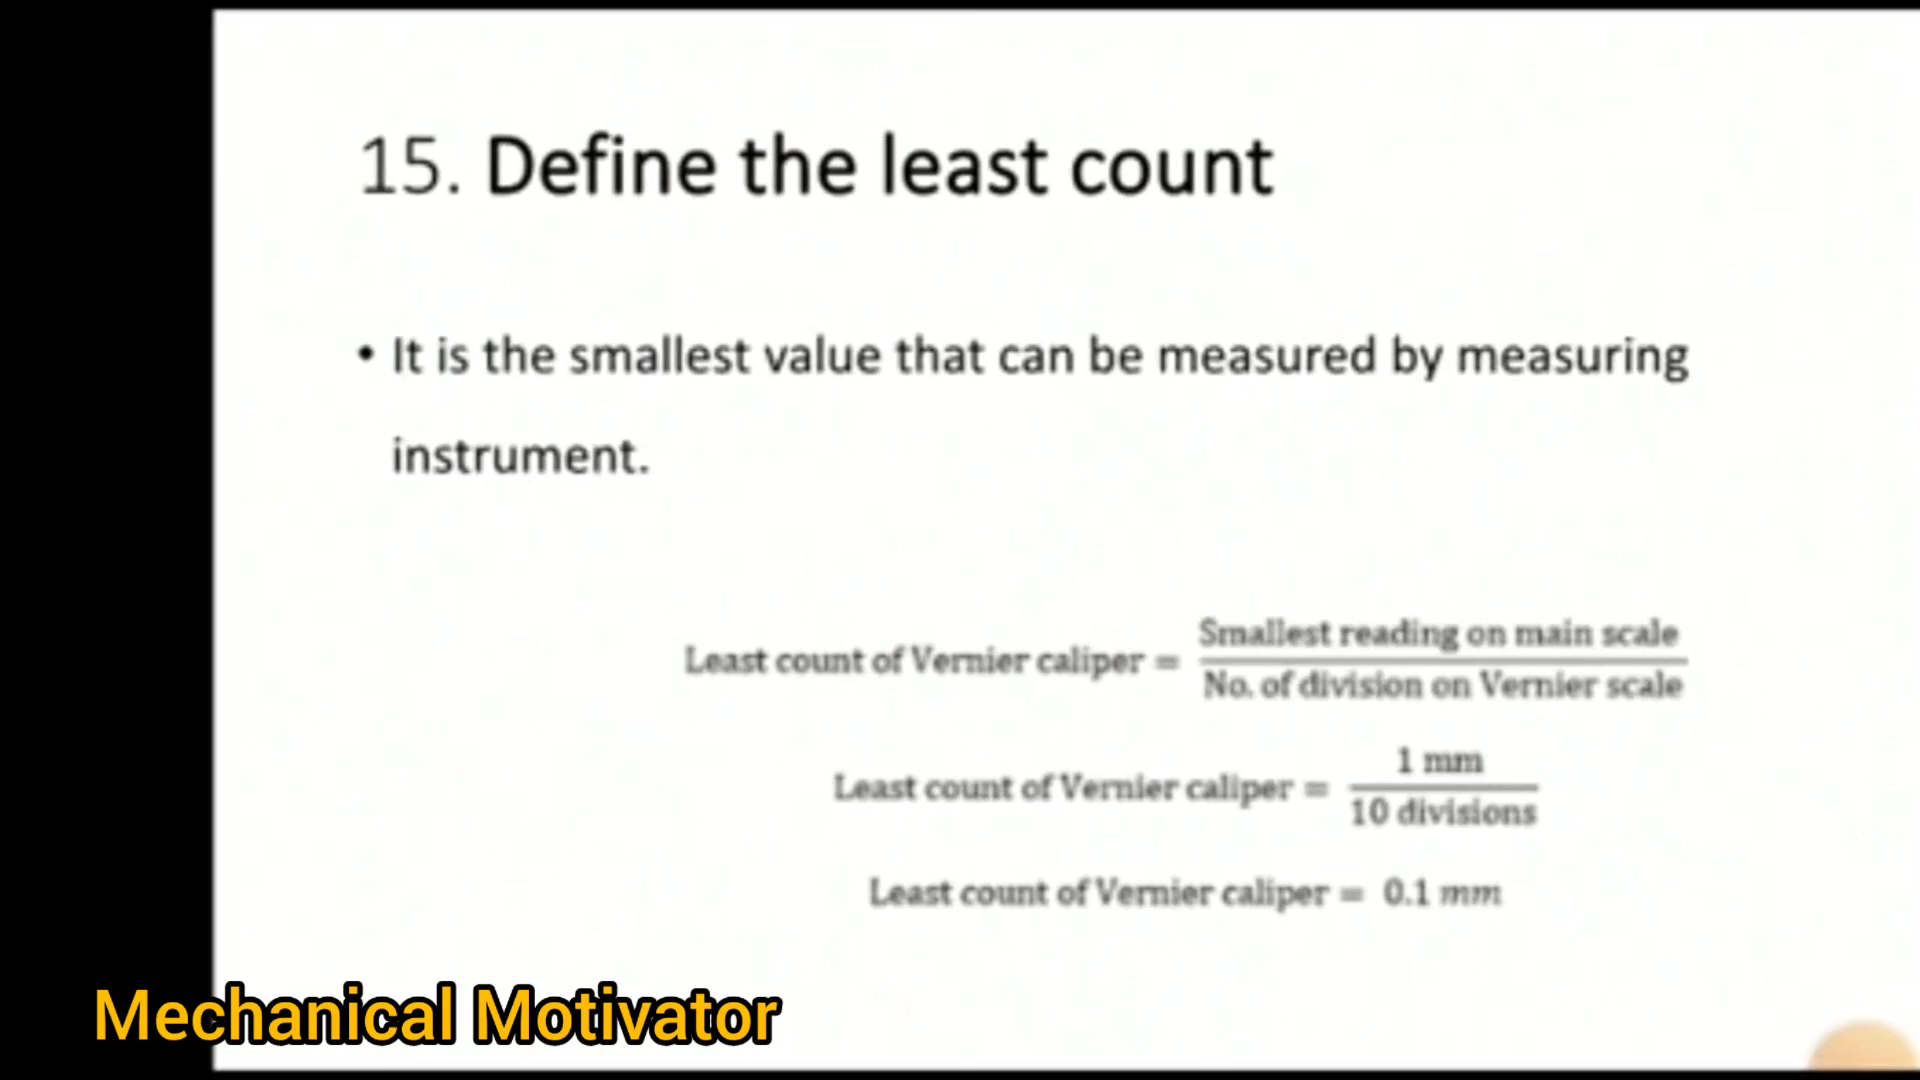 15. Define the least count
• It is the smallest value that can be measured by measuring
instrument.
Least count of Vernier caliper = Smallest reading on main scale / No. of division on Vernier scale
Least count of Vernier caliper = 1 mm / 10 divisions
Least count of Vernier caliper = 0.1 mm
Mechanical Motivator